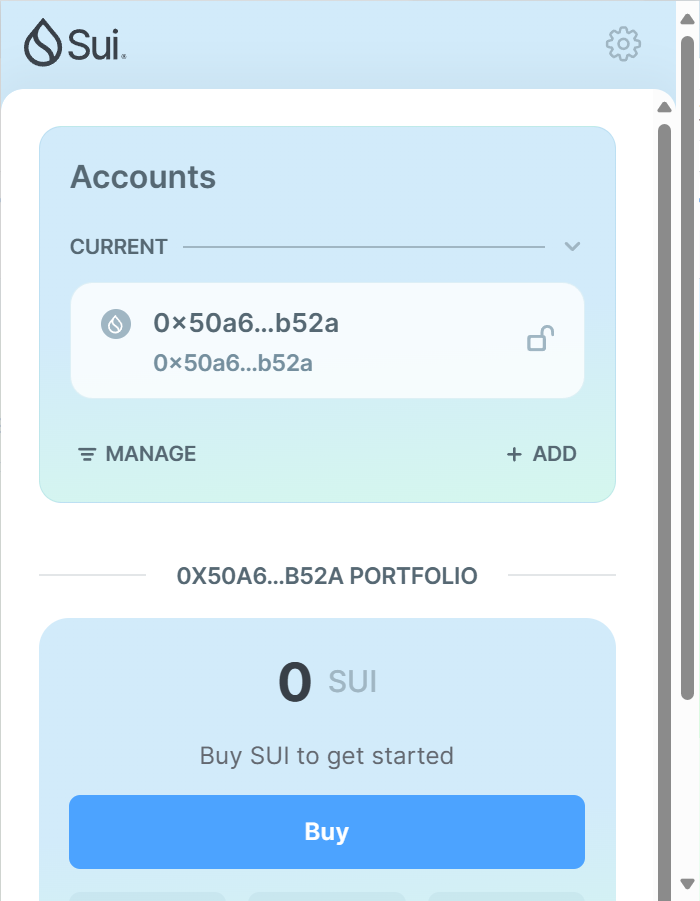 Sui
Accounts
CURRENT
0×50a6...b52a
0×50a6...b52a
MANAGE
+ ADD
0X50A6...B52A PORTFOLIO
0 SUI
Buy SUI to get started
Buy